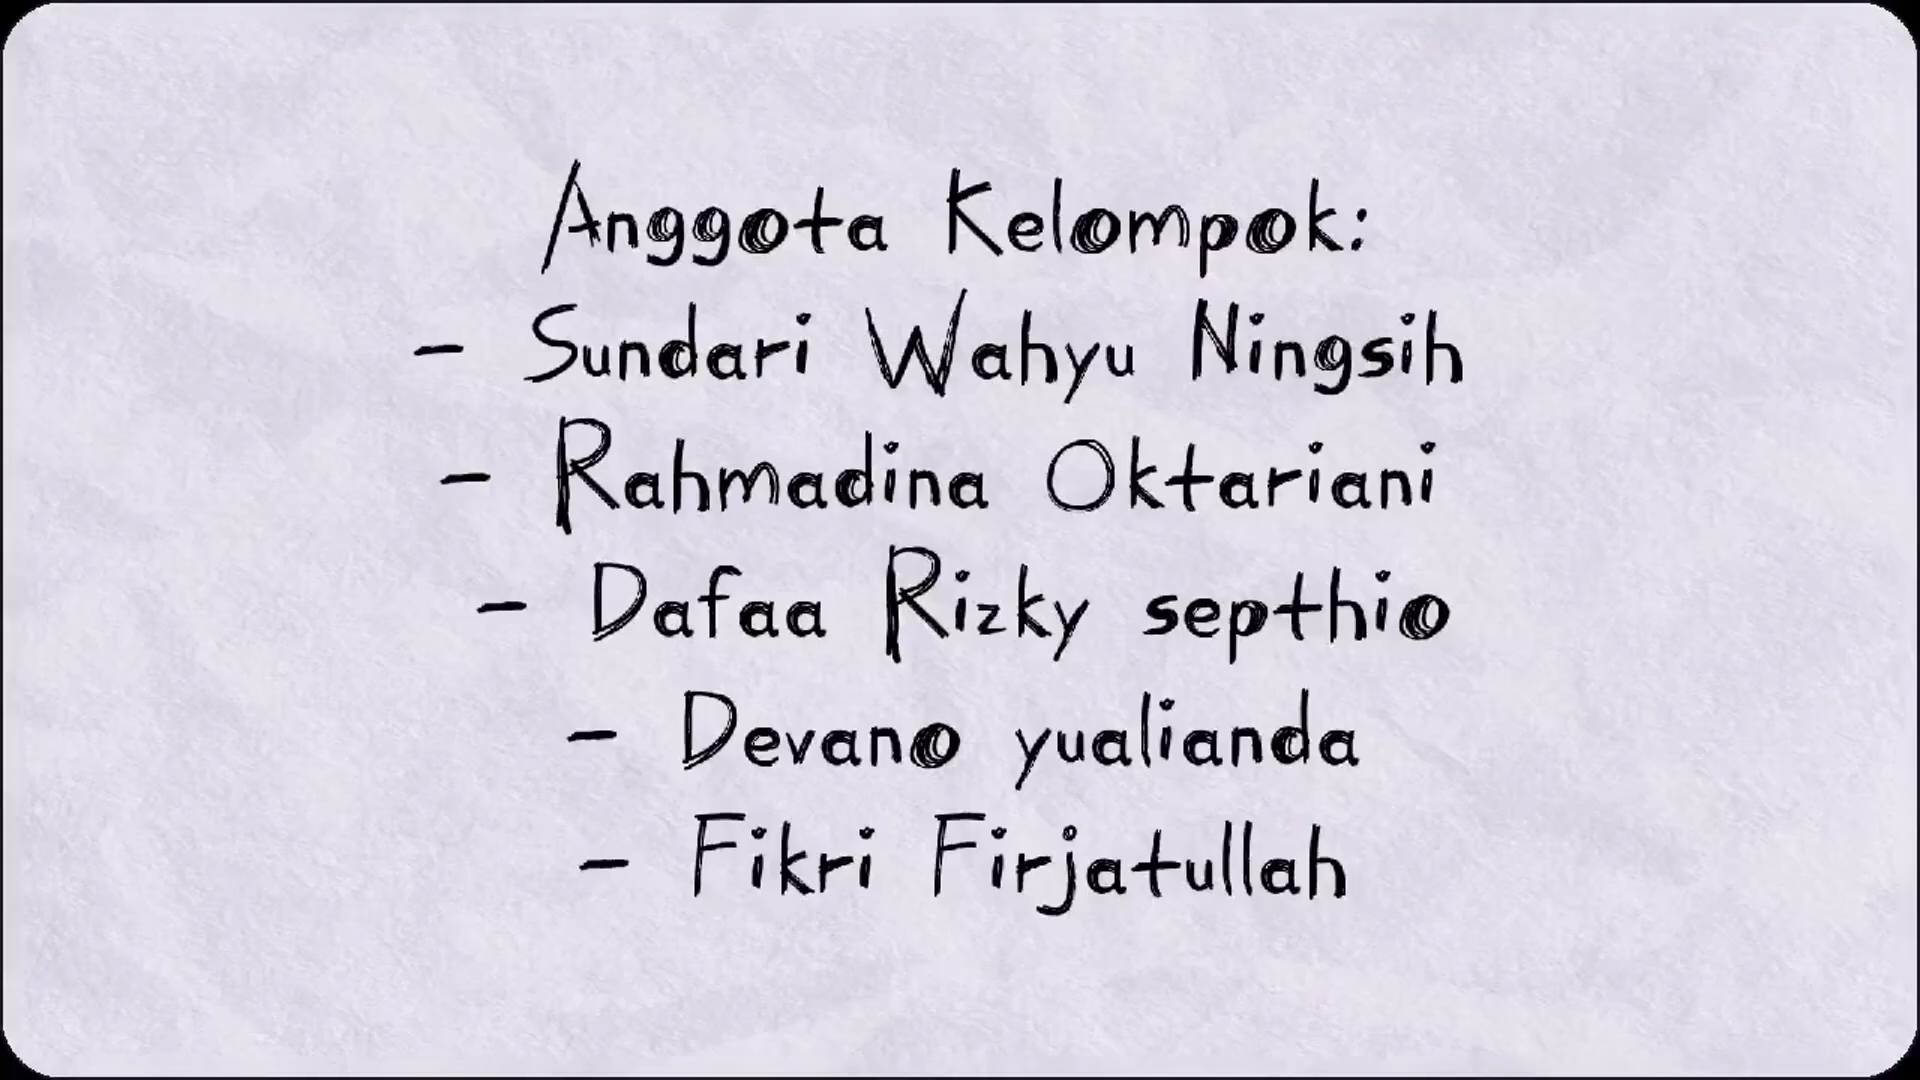 Anggota Kelompok:
- Sundari Wahyu Ningsih
- Rahmadina Oktariani
- Dafaa Rizky septhio
- Devano yualianda
- Fikri Firjatullah